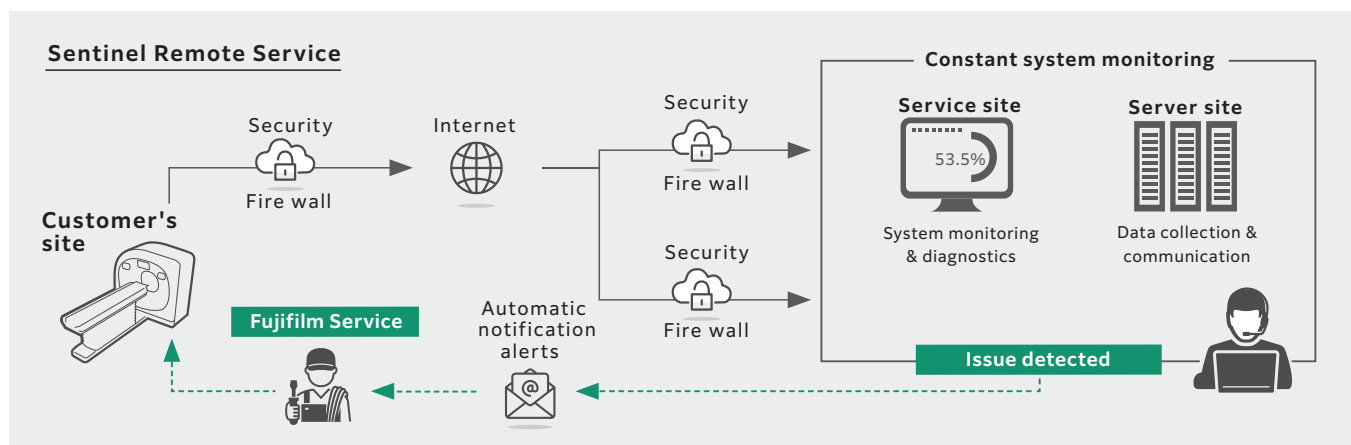 Sentinel Remote Service
Customer's
site
Security
Fire wall
Internet
Security
Fire wall
Security
Fire wall
Constant system monitoring
Service site
53.5%
System monitoring
& diagnostics
Server site
Data collection &
communication
Issue detected
Automatic
notification
alerts
@
Fujifilm Service